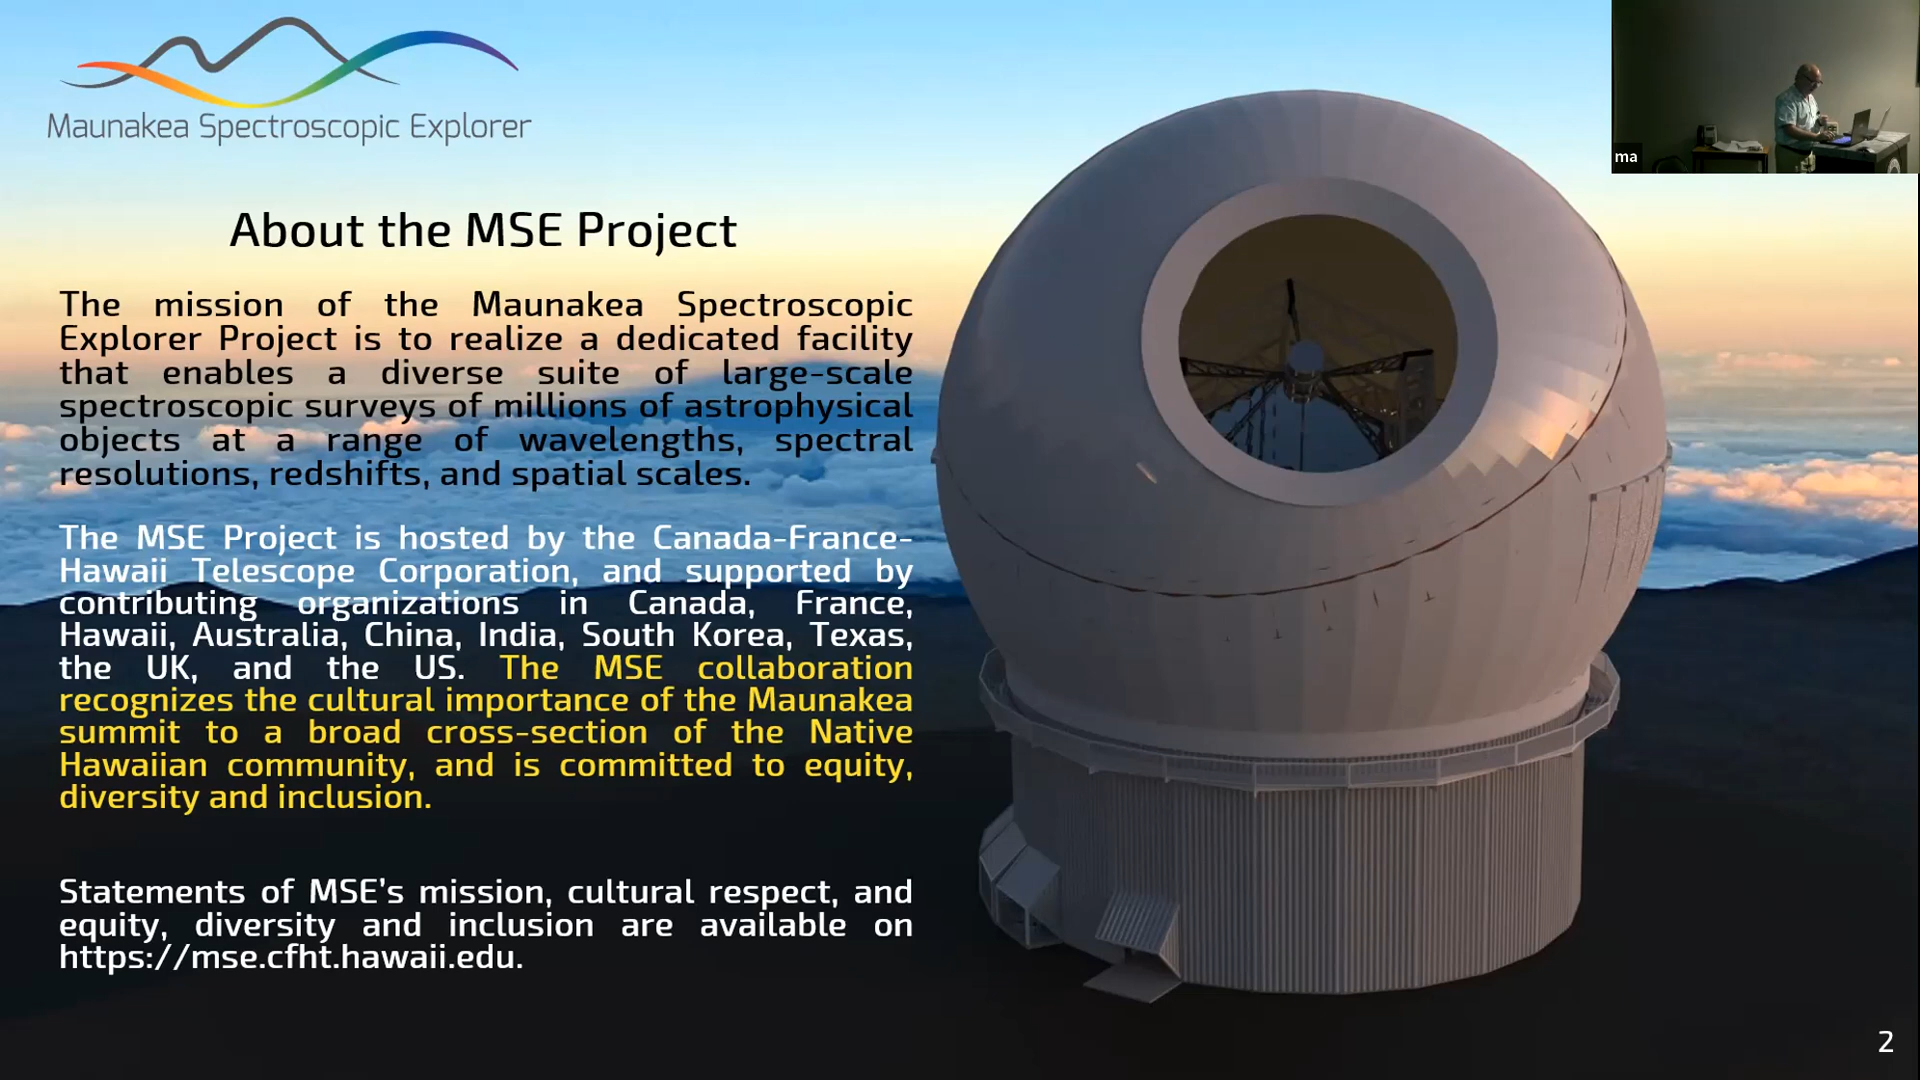 Maunakea Spectroscopic Explorer
ma
About the MSE Project
The mission of the Maunakea Spectroscopic
Explorer Project is to realize a dedicated facility
that enables a diverse suite of large-scale
spectroscopic surveys of millions of astrophysical
objects at a range of wavelengths, spectral
resolutions, redshifts, and spatial scales.
The MSE Project is hosted by the Canada-France-
Hawaii Telescope Corporation, and supported by
contributing organizations in Canada, France,
Hawaii, Australia, China, India, South Korea, Texas,
the UK, and the US. The MSE collaboration
recognizes the cultural importance of the Maunakea
summit to a broad cross-section of the Native
Hawaiian community, and is committed to equity,
diversity and inclusion.
Statements of MSE's mission, cultural respect, and
equity, diversity and inclusion are available on
https://mse.cfht.hawaii.edu.
2